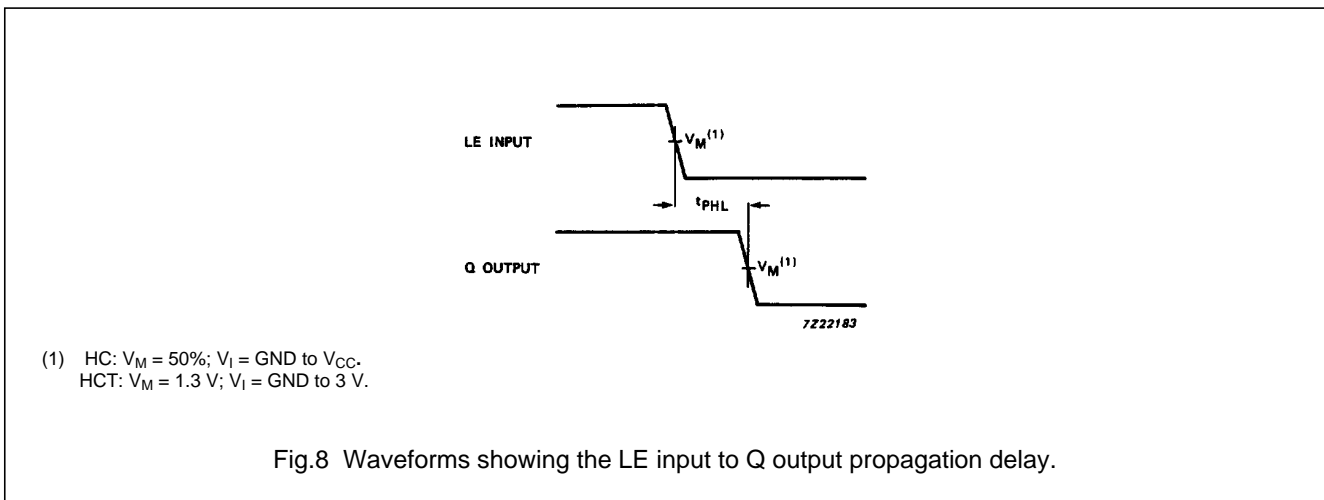 LE INPUT
VM(1)
tPHL
Q OUTPUT
VM(1)
7Z22183
(1) HC: VM = 50%; VI = GND to VCC.
HCT: VM = 1.3 V; VI = GND to 3 V.
Fig.8 Waveforms showing the LE input to Q output propagation delay.